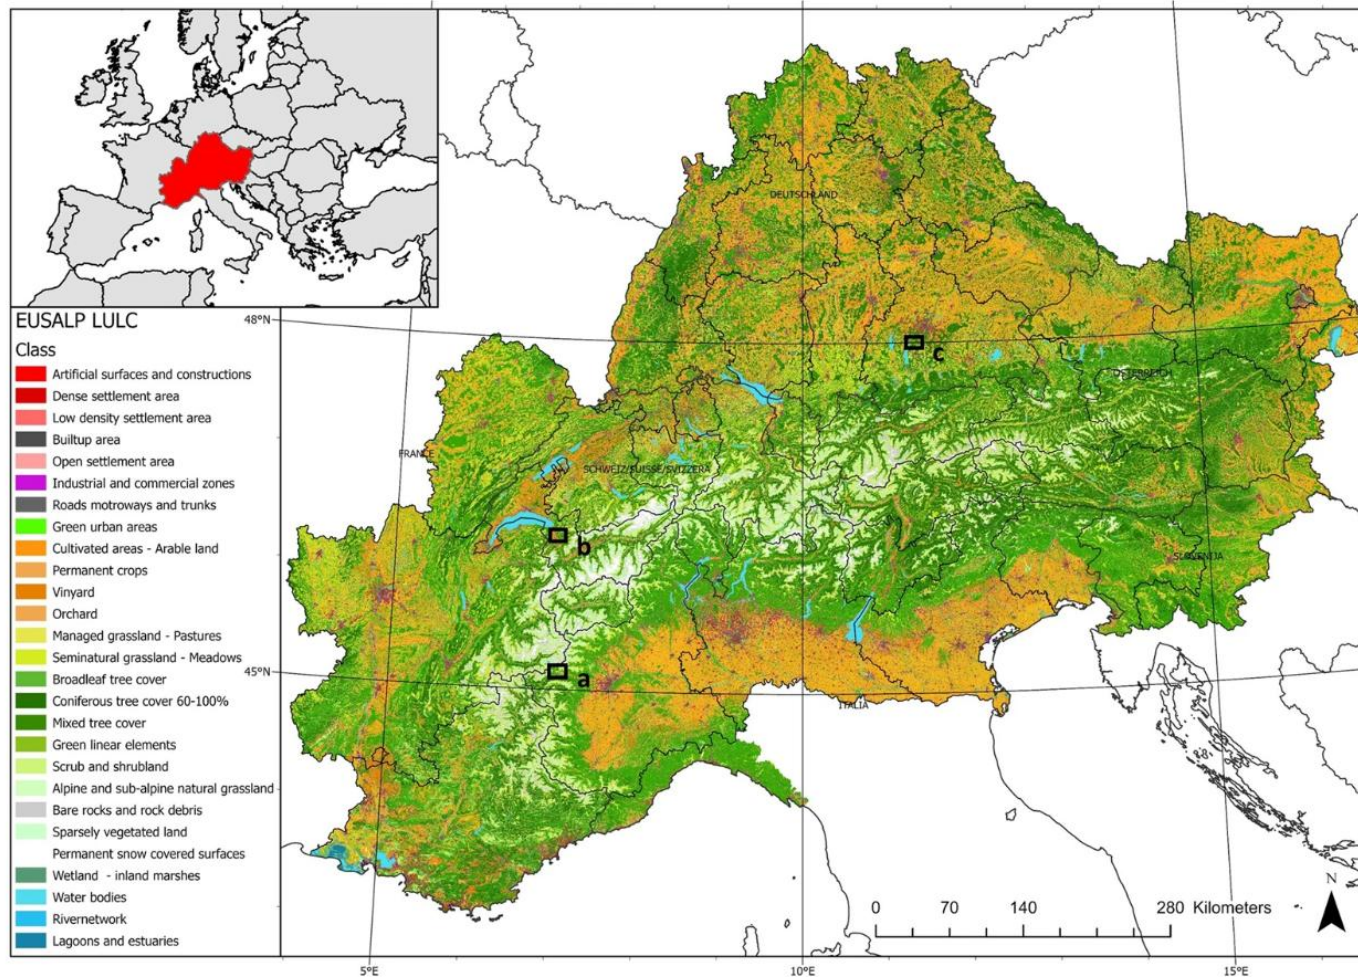 EUSALP LULC
Class
Artificial surfaces and constructions
Dense settlement area
Low density settlement area
Builtup area
Open settlement area
Industrial and commercial zones
Roads motroways and trunks
Green urban areas
Cultivated areas - Arable land
Permanent crops
Vinyard
Orchard
Managed grassland - Pastures
Seminatural grassland - Meadows
Broadleaf tree cover
Coniferous tree cover 60-100%
Mixed tree cover
Green linear elements
Scrub and shrubland
Alpine and sub-alpine natural grassland
Bare rocks and rock debris
Sparsely vegetated land
Permanent snow covered surfaces
Wetland - inland marshes
Water bodies
Rivernetwork
Lagoons and estuaries
DEUTSCHLAND
48°N
c
ÖSTERREICH
FRANCE
SCHWEIZ/SUISSE/SVIZZERA
b
SLOVENIJA
45°N
a
ITALIA
N
0 70 140 280 Kilometers
5°E 10°E 15°E